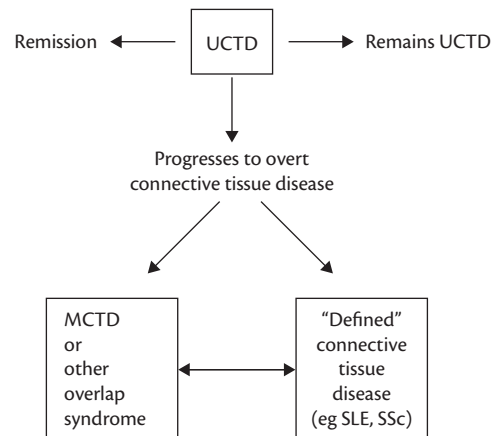 Remission
UCTD
Remains UCTD
Progresses to overt
connective tissue disease
MCTD
or
other
overlap
syndrome
“Defined”
connective
tissue
disease
(eg SLE, SSc)